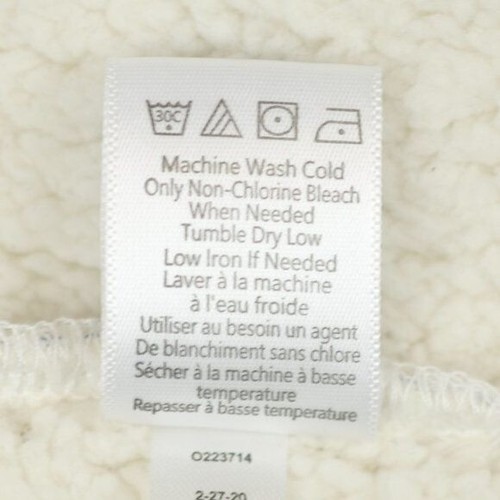 30C
Machine Wash Cold
Only Non-Chlorine Bleach
When Needed
Tumble Dry Low
Low Iron If Needed
Laver à la machine
à l'eau froide
Utiliser au besoin un agent
De blanchiment sans chlore
Sécher à la machine à basse
temperature
Repasser à basse temperature
O223714
2-27-20